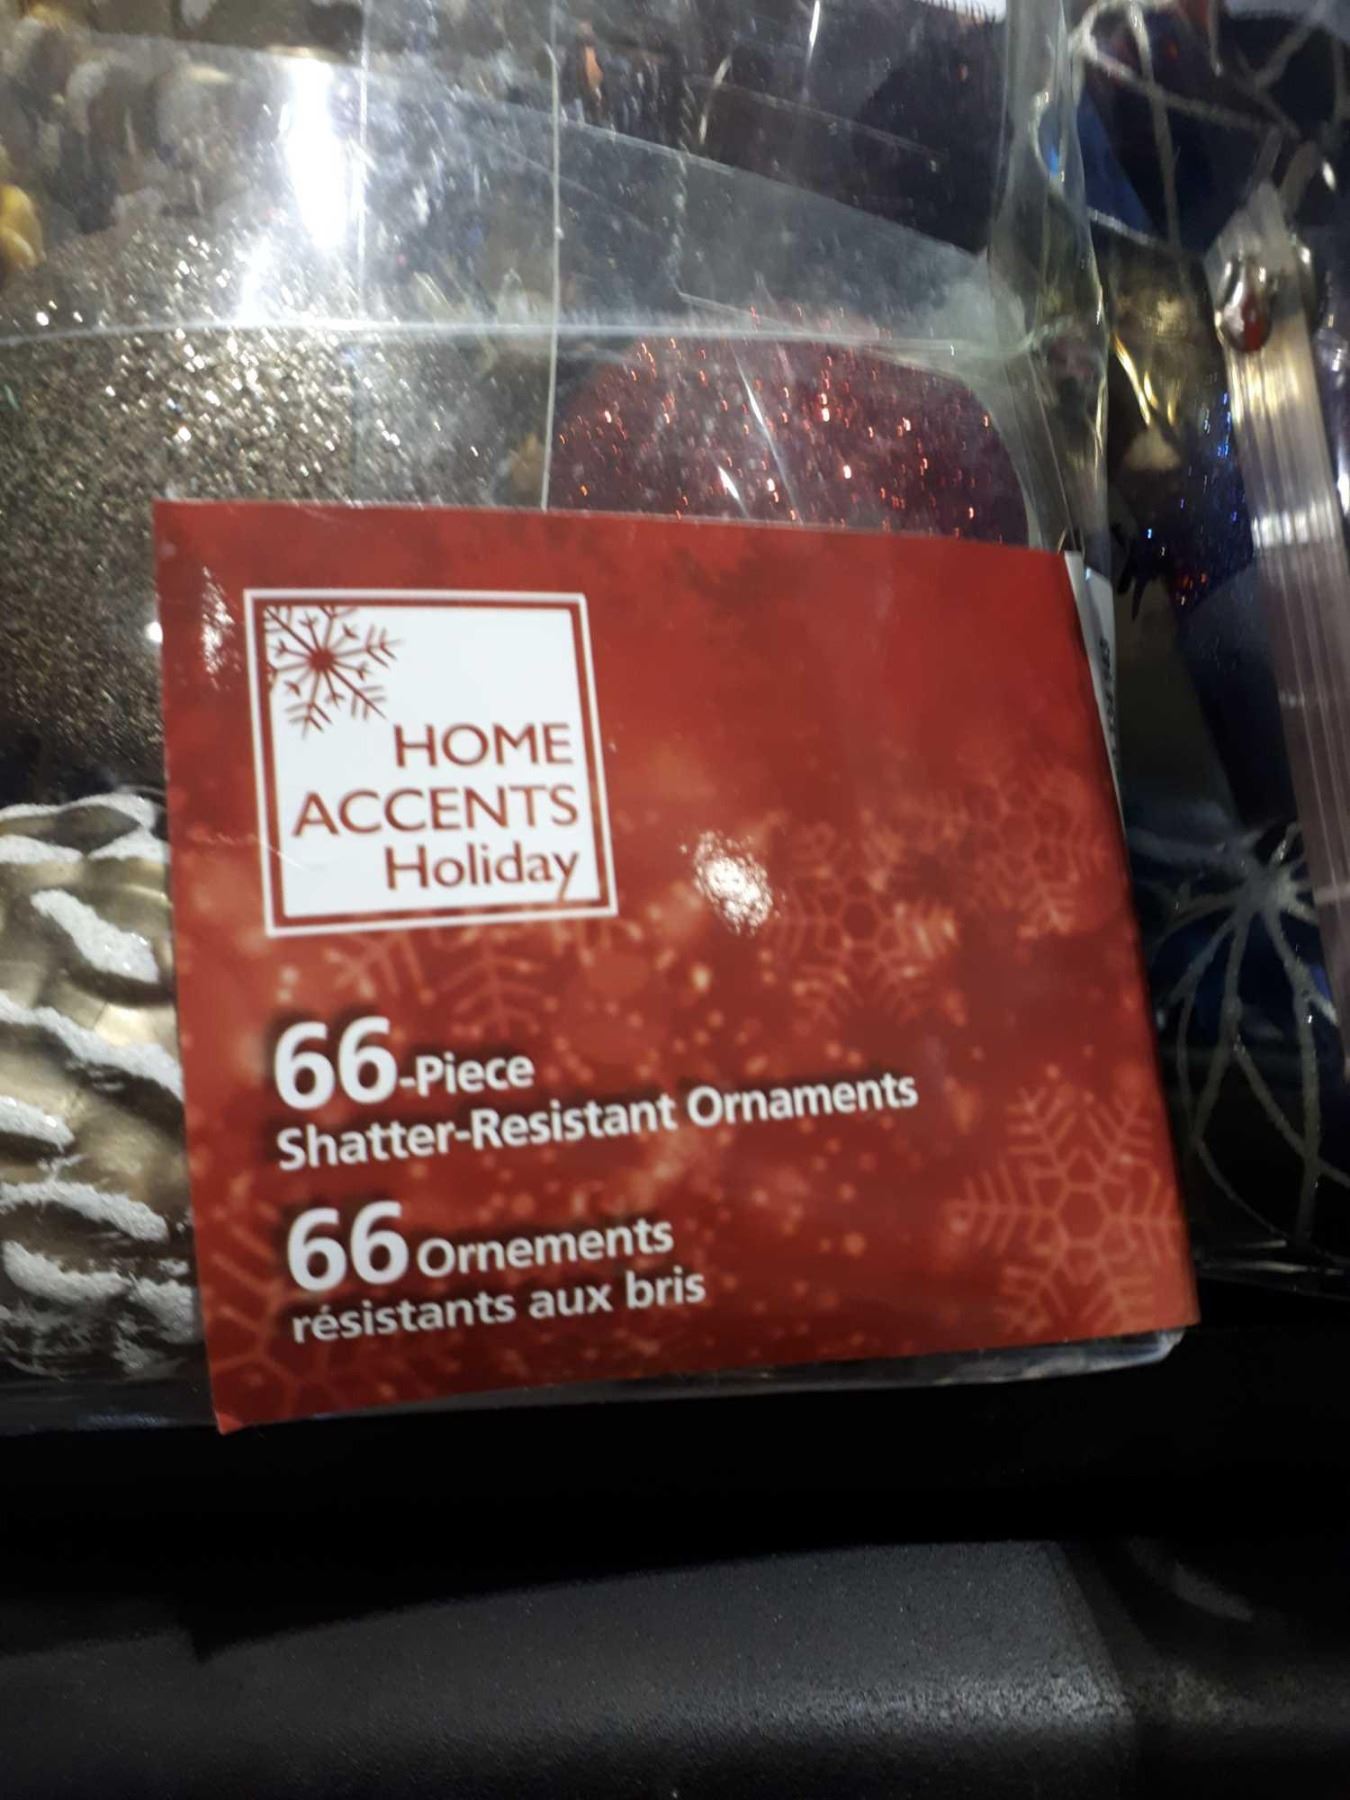 HOME
ACCENTS
Holiday
66-Piece
Shatter-Resistant Ornaments
66 Ornements
résistants aux bris